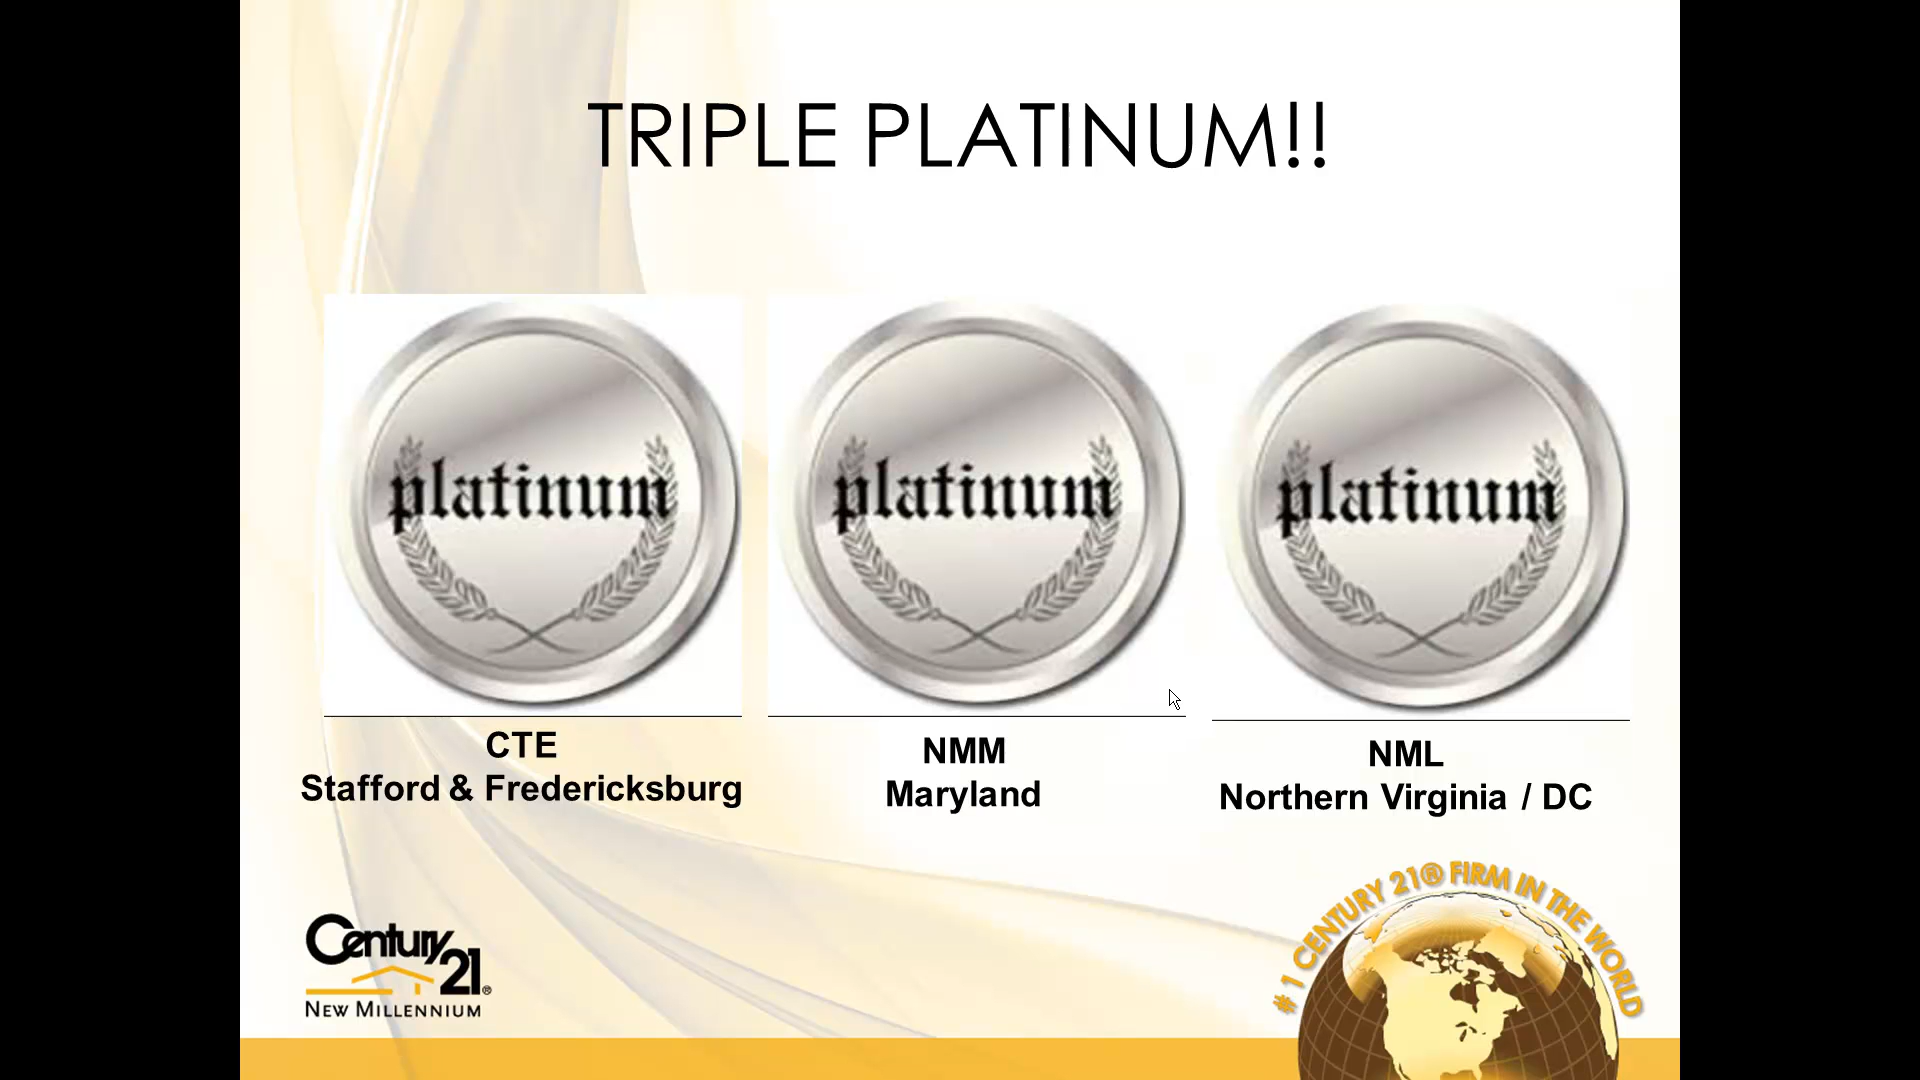 TRIPLE PLATINUM!!
platinum
platinum
platinum
CTE
Stafford & Fredericksburg
NMM
Maryland
NML
Northern Virginia / DC
Century 21®
NEW MILLENNIUM
# 1 CENTURY 21® FIRM IN THE WORLD